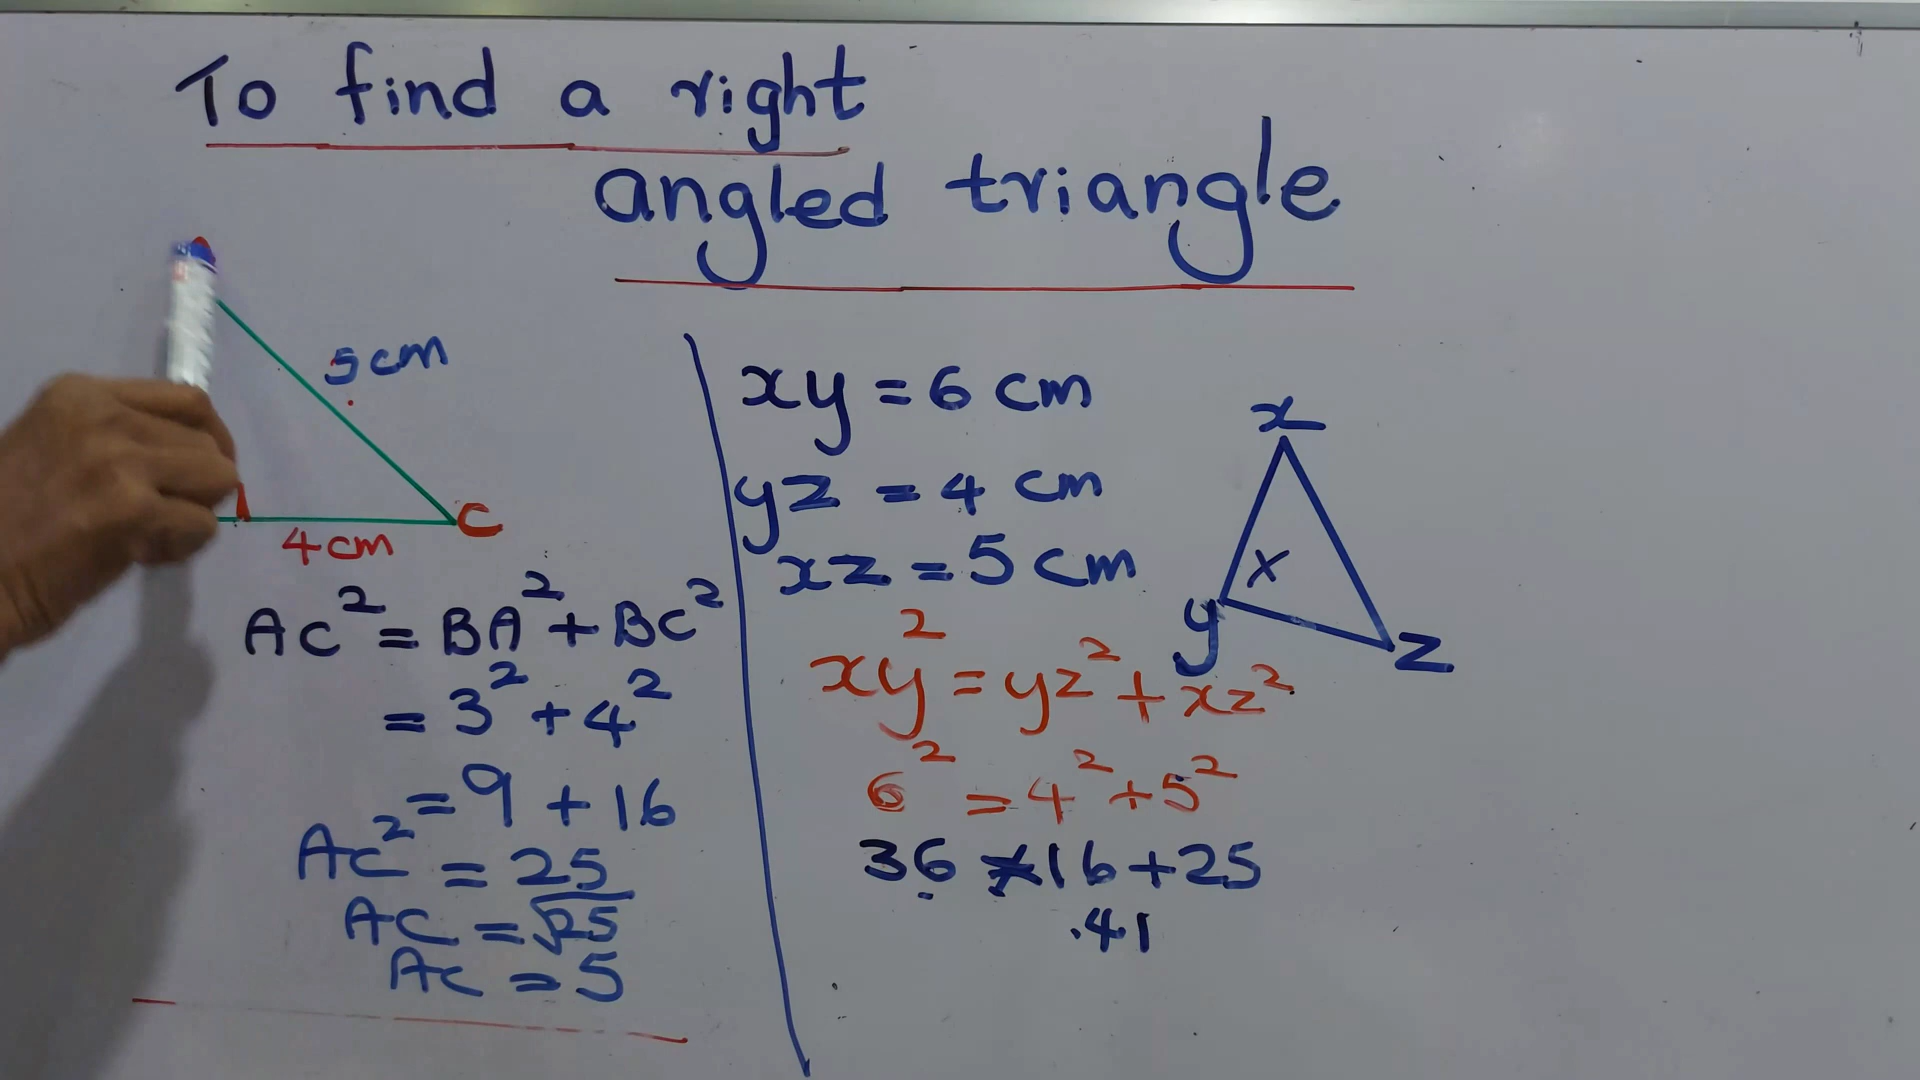 To find a right
angled triangle
5cm
C
4cm
AC² = BA² + BC²
= 3² + 4²
= 9 + 16
AC² = 25
AC = √25
AC = 5
xy = 6 cm
yz = 4 cm
xz = 5 cm
x
x
y
z
xy² = yz² + xz²
6² = 4² + 5²
36 ≠ 16 + 25
.41